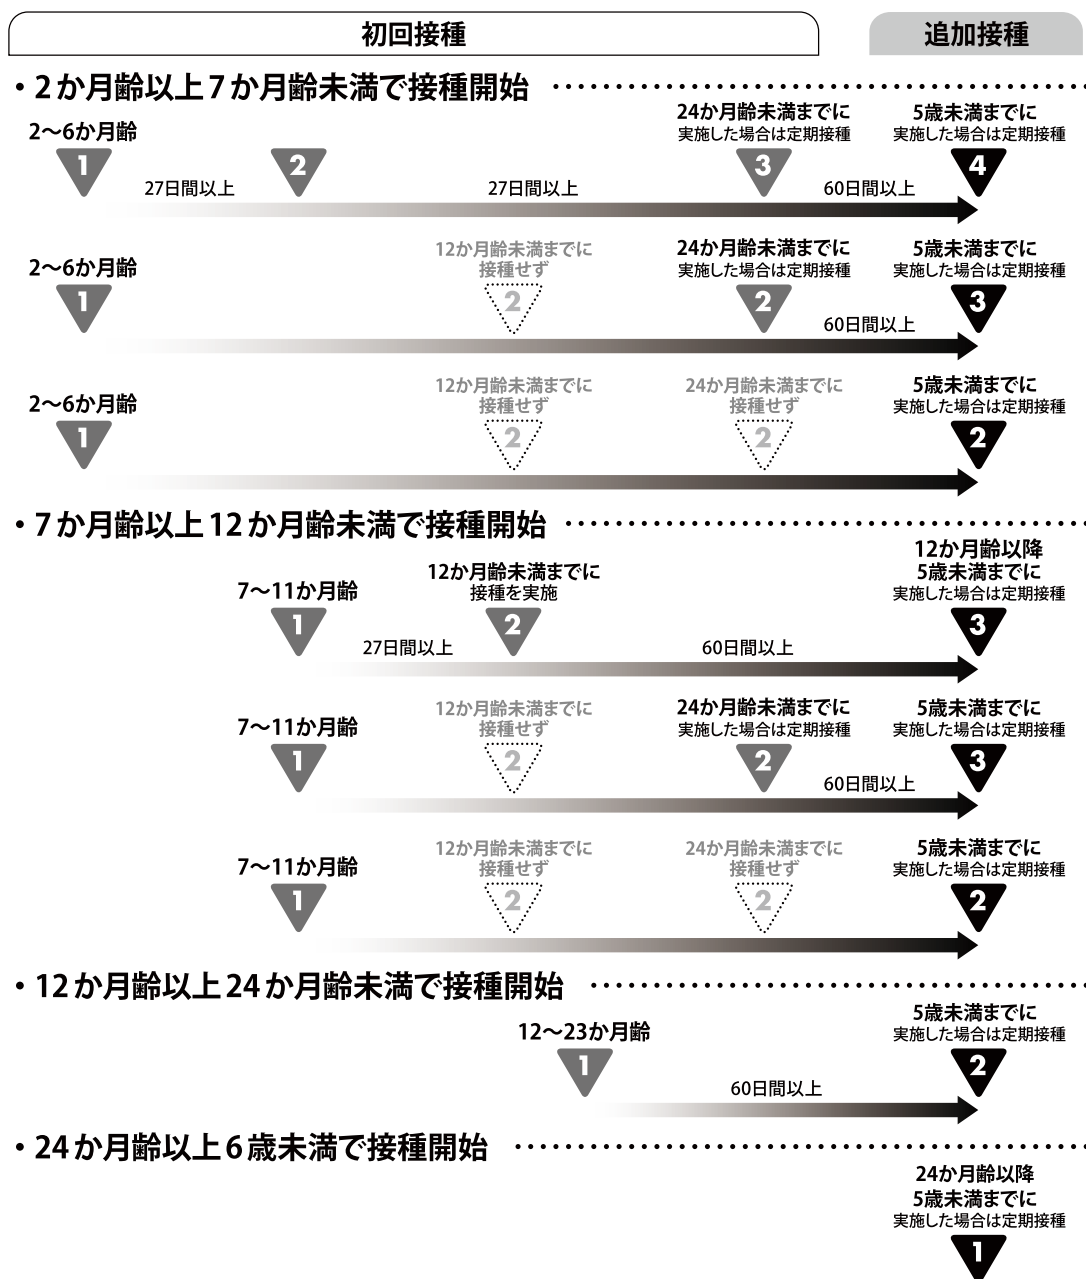 初回接種
追加接種
・2か月齢以上7か月齢未満で接種開始
2〜6か月齢
1
27日間以上
2
27日間以上
24か月齢未満までに
実施した場合は定期接種
3
60日間以上
5歳未満までに
実施した場合は定期接種
4
2〜6か月齢
1
12か月齢未満までに
接種せず
2
24か月齢未満までに
実施した場合は定期接種
2
60日間以上
5歳未満までに
実施した場合は定期接種
3
2〜6か月齢
1
12か月齢未満までに
接種せず
2
24か月齢未満までに
接種せず
2
5歳未満までに
実施した場合は定期接種
2
・7か月齢以上12か月齢未満で接種開始
7〜11か月齢
1
27日間以上
12か月齢未満までに
接種を実施
2
60日間以上
12か月齢以降
5歳未満までに
実施した場合は定期接種
3
7〜11か月齢
1
12か月齢未満までに
接種せず
2
24か月齢未満までに
実施した場合は定期接種
2
60日間以上
5歳未満までに
実施した場合は定期接種
3
7〜11か月齢
1
12か月齢未満までに
接種せず
2
24か月齢未満までに
接種せず
2
5歳未満までに
実施した場合は定期接種
2
・12か月齢以上24か月齢未満で接種開始
12〜23か月齢
1
60日間以上
5歳未満までに
実施した場合は定期接種
2
・24か月齢以上6歳未満で接種開始
24か月齢以降
5歳未満までに
実施した場合は定期接種
1